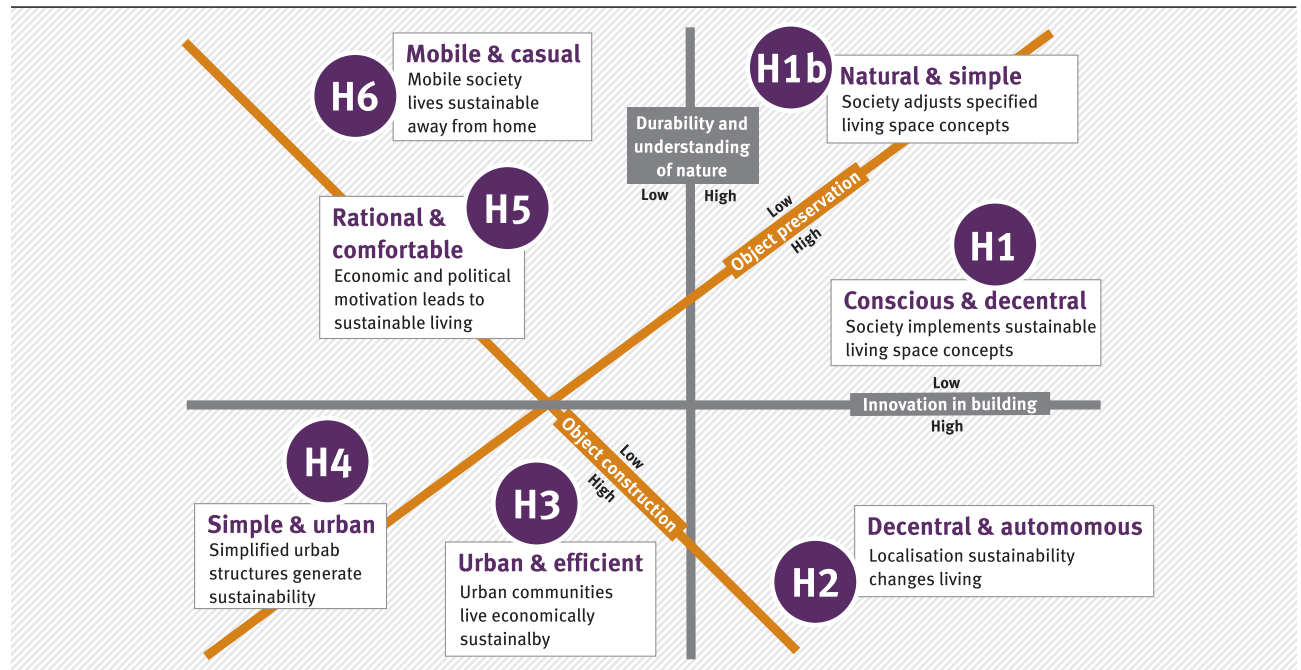 H6
Mobile & casual
Mobile society
lives sustainable
away from home
H1b
Natural & simple
Society adjusts specified
living space concepts
Durability and
understanding
of nature
Low High
Low
Object preservation
High
H5
Rational &
comfortable
Economic and political
motivation leads to
sustainable living
H1
Conscious & decentral
Society implements sustainable
living space concepts
Low
Innovation in building
High
H4
Simple & urban
Simplified urbab
structures generate
sustainability
Low
Object construction
High
H3
Urban & efficient
Urban communities
live economically
sustainalby
H2
Decentral & automomous
Localisation sustainability
changes living